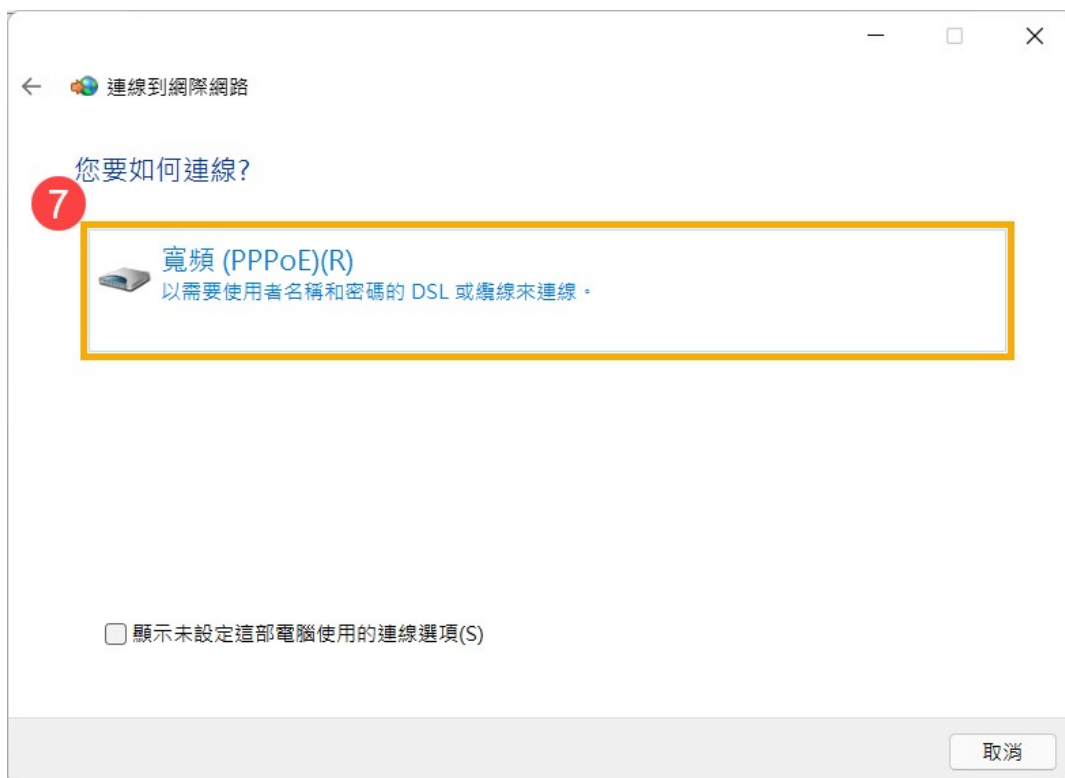 連線到網際網路
您要如何連線?
7
寬頻 (PPPoE)(R)
以需要使用者名稱和密碼的 DSL 或纜線來連線。
顯示未設定這部電腦使用的連線選項(S)
取消